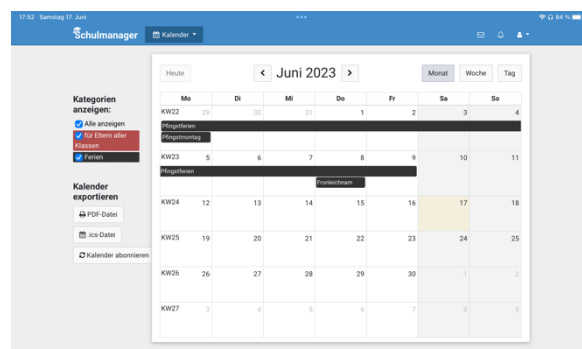 17:52 Samstag 17. Juni
84 %
Schulmanager
Kalender
Heute
Juni 2023
Monat
Woche
Tag
Kategorien
anzeigen:
Alle anzeigen
für Eltern aller
Klassen
Ferien
Kalender
exportieren
PDF-Datei
.ics-Datei
Kalender abonnieren
Mo Di Mi Do Fr Sa So
KW22 29 30 31 1 2 3 4
Pfingstferien
Pfingstmontag
KW23 5 6 7 8 9 10 11
Pfingstferien
Fronleichnam
KW24 12 13 14 15 16 17 18
KW25 19 20 21 22 23 24 25
KW26 26 27 28 29 30 1 2
KW27 3 4 5 6 7 8 9